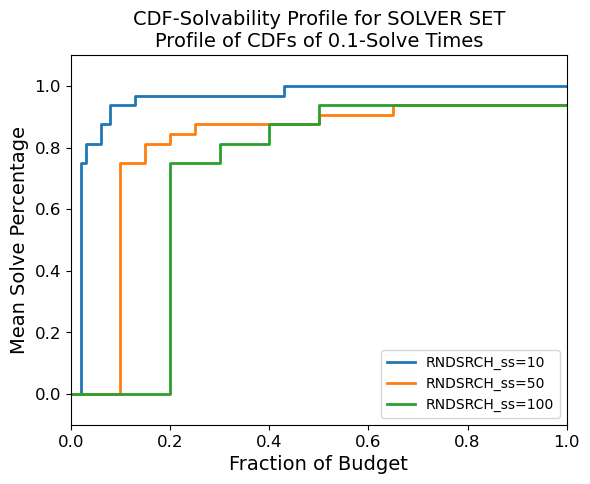 CDF-Solvability Profile for SOLVER SET
Profile of CDFs of 0.1-Solve Times
Mean Solve Percentage
1.0
0.8
0.6
0.4
0.2
0.0
RNDSRCH_ss=10
RNDSRCH_ss=50
RNDSRCH_ss=100
0.0 0.2 0.4 0.6 0.8 1.0
Fraction of Budget